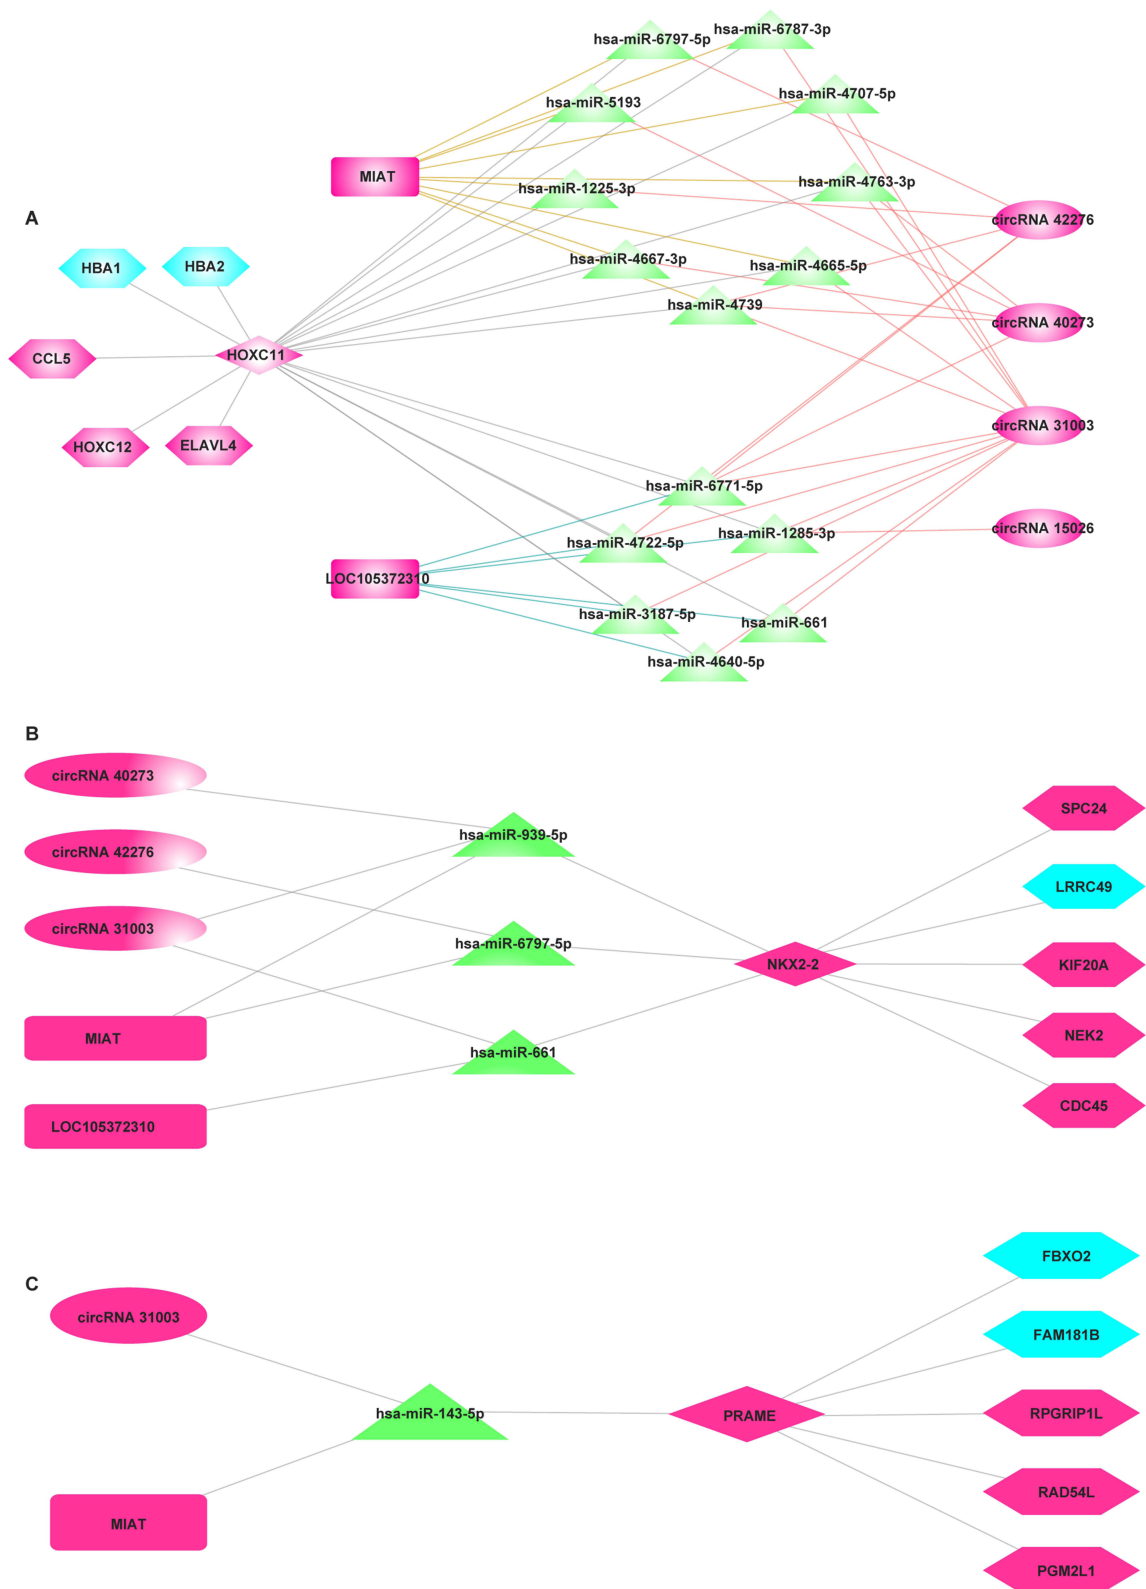 hsa-miR-6787-3p
hsa-miR-6797-5p
hsa-miR-4707-5p
hsa-miR-5193
MIAT
hsa-miR-4763-3p
hsa-miR-1225-3p
A
circRNA 42276
HBA1
HBA2
hsa-miR-4667-3p
hsa-miR-4665-5p
hsa-miR-4739
circRNA 40273
CCL5
HOXC11
HOXC12
ELAVL4
circRNA 31003
hsa-miR-6771-5p
hsa-miR-4722-5p
hsa-miR-1285-3p
circRNA 15026
LOC105372310
hsa-miR-3187-5p
hsa-miR-661
hsa-miR-4640-5p
B
circRNA 40273
SPC24
hsa-miR-939-5p
circRNA 42276
LRRC49
circRNA 31003
hsa-miR-6797-5p
NKX2-2
KIF20A
MIAT
NEK2
hsa-miR-661
LOC105372310
CDC45
C
FBXO2
circRNA 31003
FAM181B
hsa-miR-143-5p
PRAME
RPGRIP1L
RAD54L
MIAT
PGM2L1